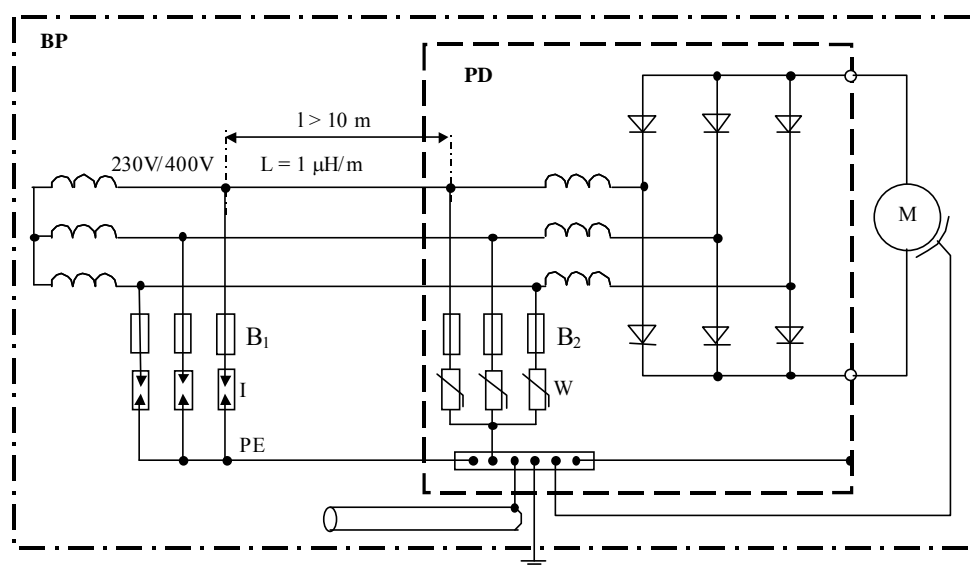 BP
PD
l > 10 m
230V/400V
L = 1 μH/m
M
B₁
B₂
I
W
PE